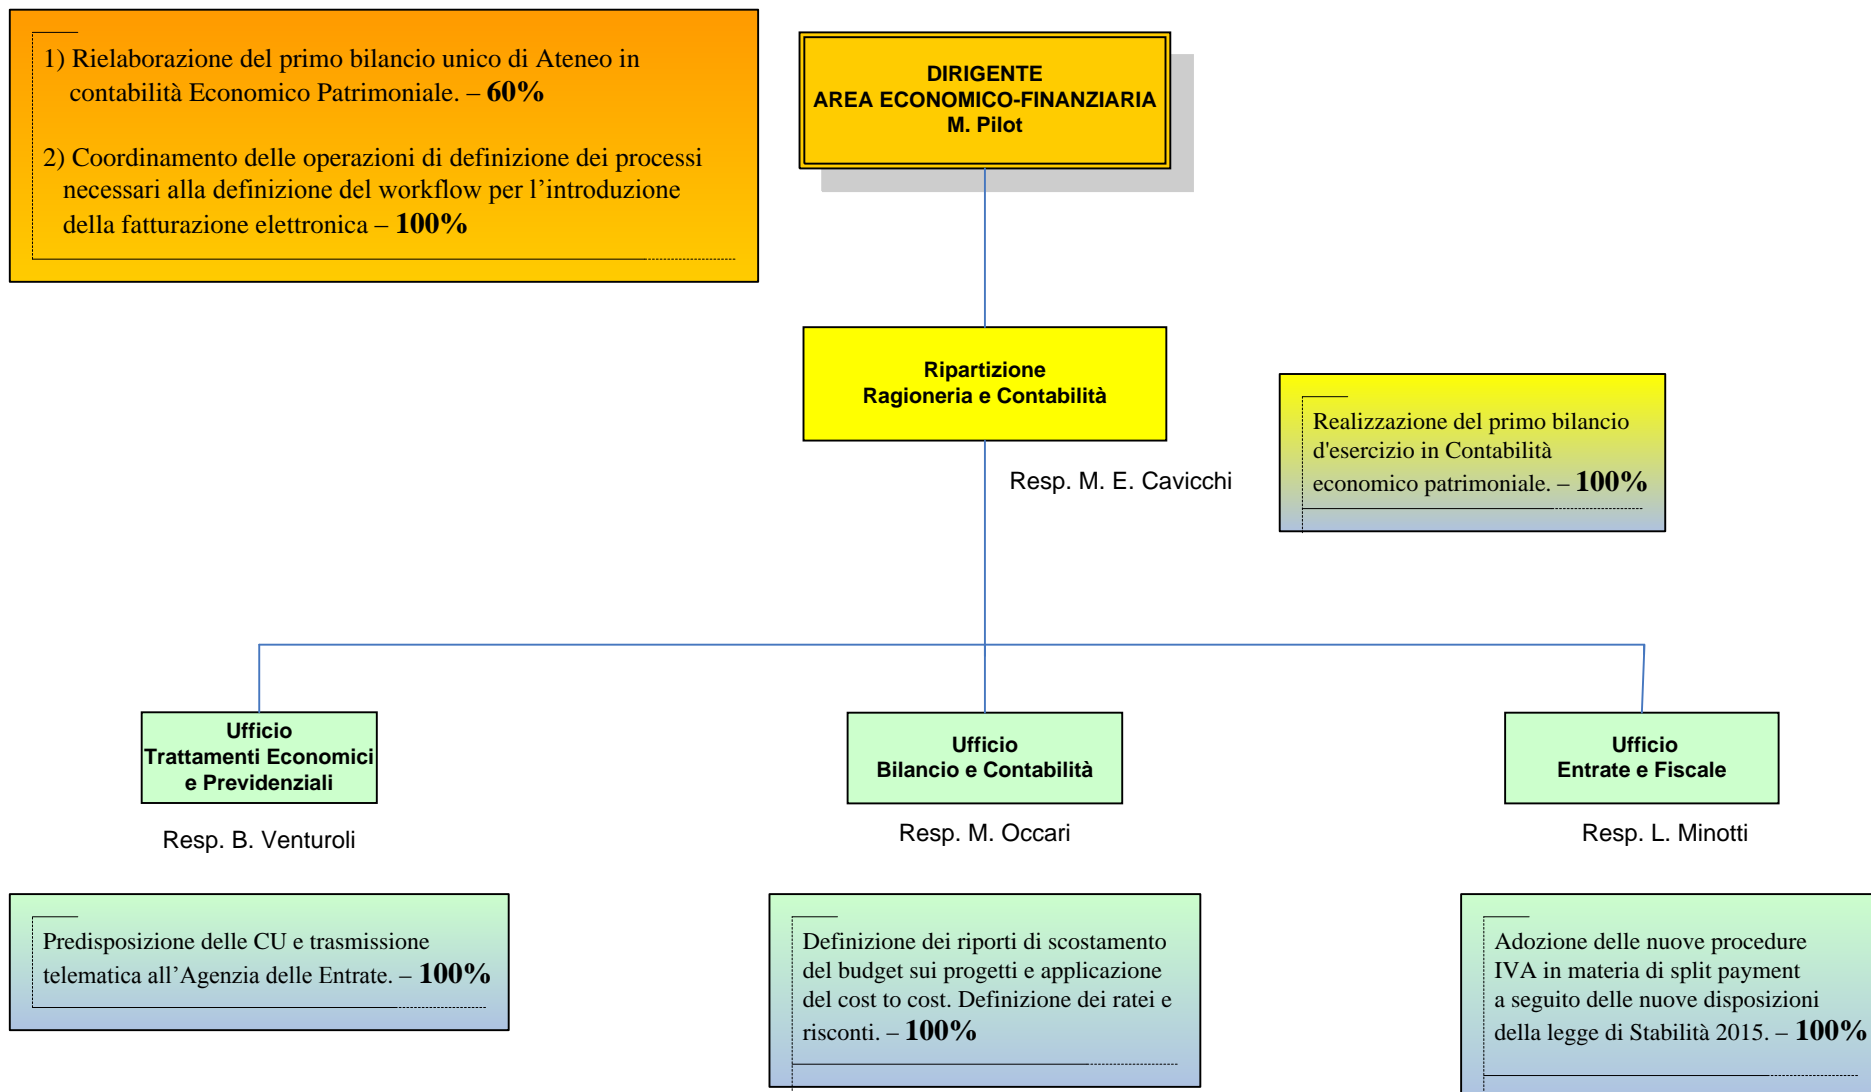 1) Rielaborazione del primo bilancio unico di Ateneo in
contabilità Economico Patrimoniale. – 60%
2) Coordinamento delle operazioni di definizione dei processi
necessari alla definizione del workflow per l’introduzione
della fatturazione elettronica – 100%
DIRIGENTE
AREA ECONOMICO-FINANZIARIA
M. Pilot
Ripartizione
Ragioneria e Contabilità
Resp. M. E. Cavicchi
Realizzazione del primo bilancio
d'esercizio in Contabilità
economico patrimoniale. – 100%
Ufficio
Trattamenti Economici
e Previdenziali
Resp. B. Venturoli
Predisposizione delle CU e trasmissione
telematica all’Agenzia delle Entrate. – 100%
Ufficio
Bilancio e Contabilità
Resp. M. Occari
Definizione dei riporti di scostamento
del budget sui progetti e applicazione
del cost to cost. Definizione dei ratei e
risconti. – 100%
Ufficio
Entrate e Fiscale
Resp. L. Minotti
Adozione delle nuove procedure
IVA in materia di split payment
a seguito delle nuove disposizioni
della legge di Stabilità 2015. – 100%